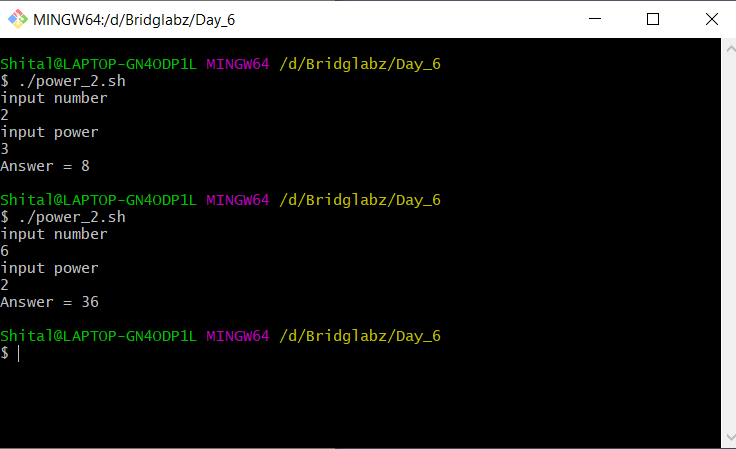 MINGW64:/d/Bridglabz/Day_6
Shital@LAPTOP-GN4ODP1L MINGW64 /d/Bridglabz/Day_6
$ ./power_2.sh
input number
2
input power
3
Answer = 8
Shital@LAPTOP-GN4ODP1L MINGW64 /d/Bridglabz/Day_6
$ ./power_2.sh
input number
6
input power
2
Answer = 36
Shital@LAPTOP-GN4ODP1L MINGW64 /d/Bridglabz/Day_6
$